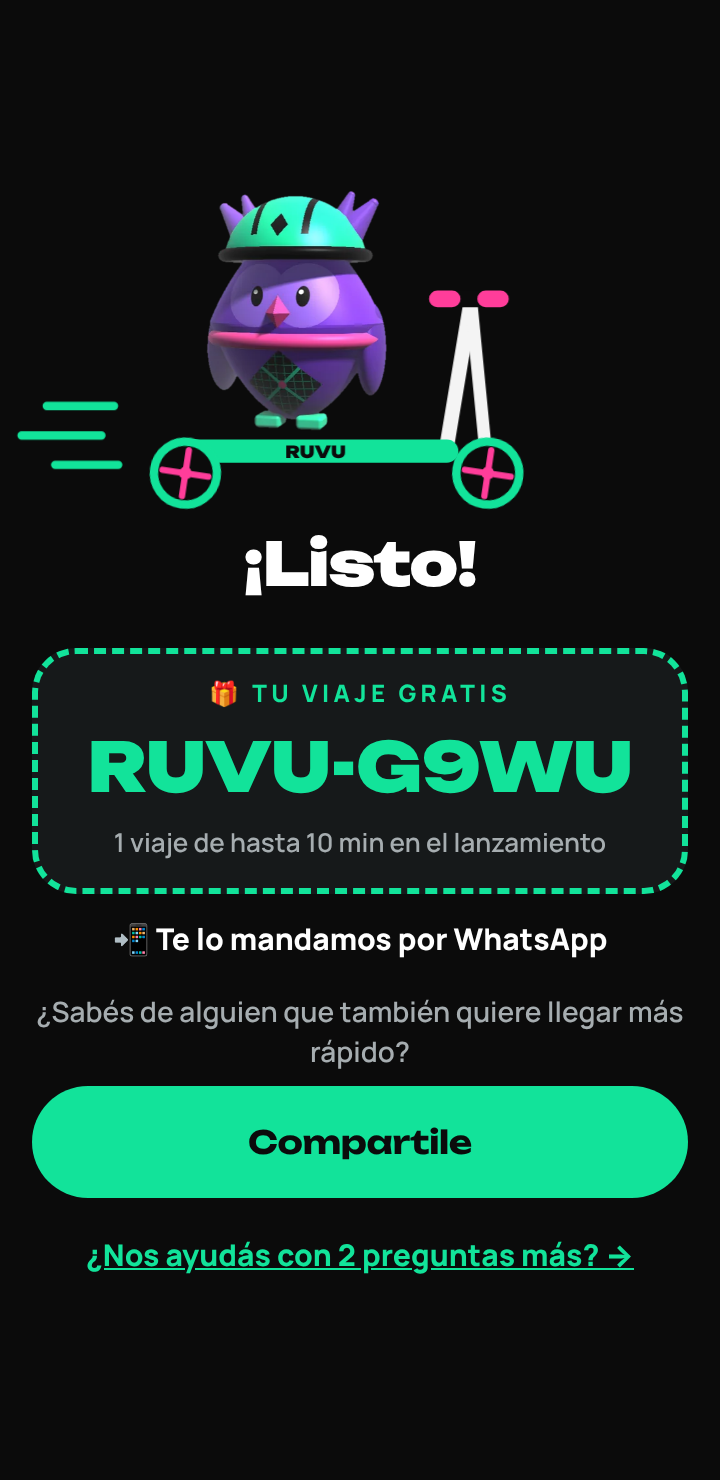 RUVU
¡Listo!
🎁 TU VIAJE GRATIS
RUVU-G9WU
1 viaje de hasta 10 min en el lanzamiento
📲 Te lo mandamos por WhatsApp
¿Sabés de alguien que también quiere llegar más
rápido?
Compartile
¿Nos ayudás con 2 preguntas más? →